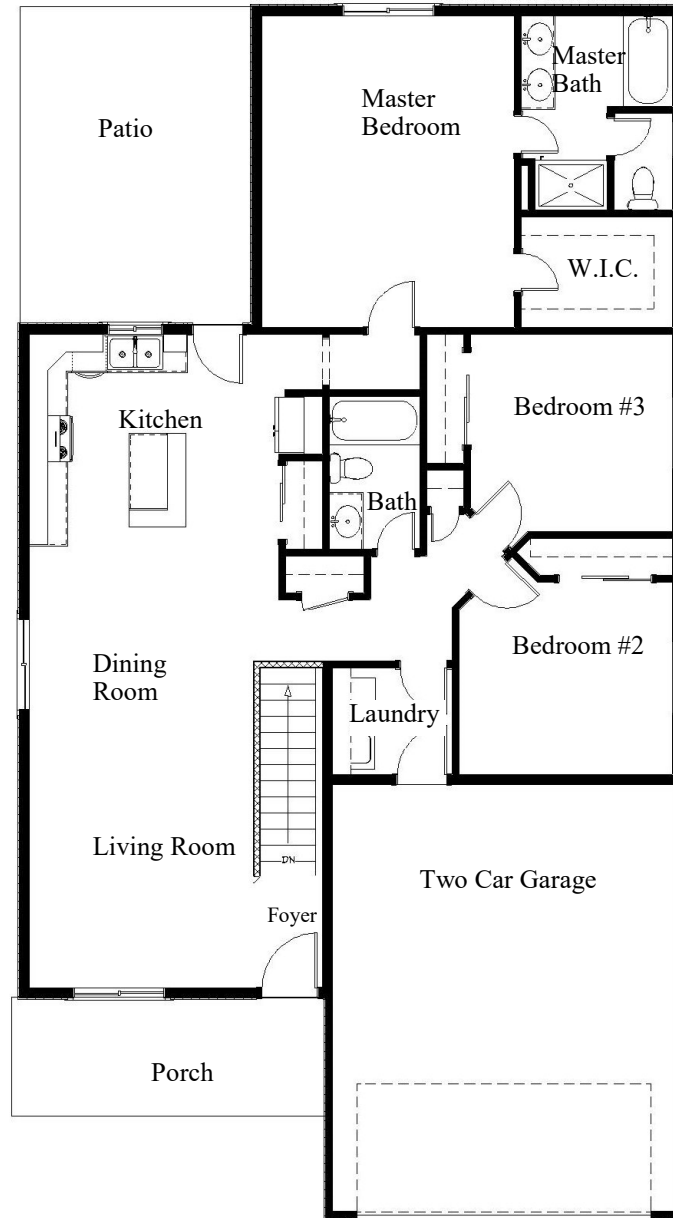 Patio
Master
Bedroom
Master
Bath
W.I.C.
Kitchen
Bath
Bedroom #3
Dining
Room
Bedroom #2
Laundry
Living Room
DN
Foyer
Two Car Garage
Porch